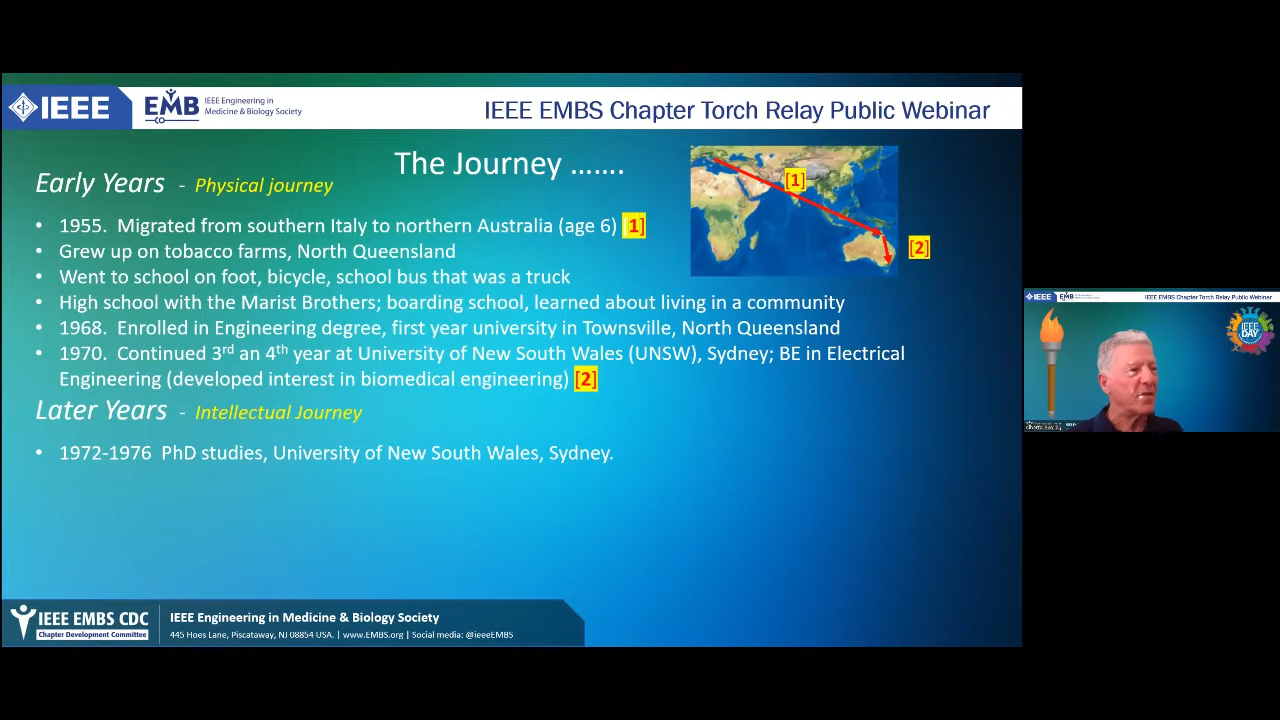 IEEE
EMB
IEEE Engineering in
Medicine & Biology Society
IEEE EMBS Chapter Torch Relay Public Webinar
The Journey …….
Early Years - Physical journey
• 1955. Migrated from southern Italy to northern Australia (age 6) [1]
• Grew up on tobacco farms, North Queensland
• Went to school on foot, bicycle, school bus that was a truck
• High school with the Marist Brothers; boarding school, learned about living in a community
• 1968. Enrolled in Engineering degree, first year university in Townsville, North Queensland
• 1970. Continued 3rd an 4th year at University of New South Wales (UNSW), Sydney; BE in Electrical
Engineering (developed interest in biomedical engineering) [2]
[1]
[2]
Later Years - Intellectual Journey
• 1972-1976 PhD studies, University of New South Wales, Sydney.
IEEE EMBS CDC
Chapter Development Committee
IEEE Engineering in Medicine & Biology Society
445 Hoes Lane, Piscataway, NJ 08854 USA. | www.EMBS.org | Social media: @ieeeEMBS
IEEE
EMB
IEEE EMBS Chapter Torch Relay Public Webinar
IEEE
DAY